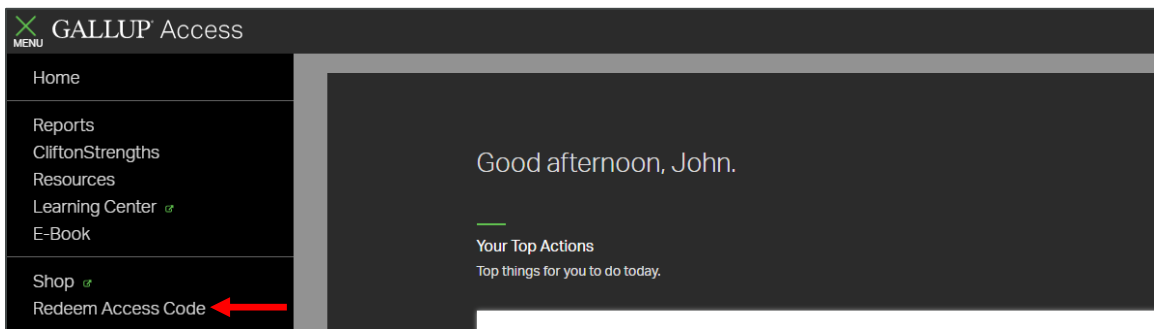 MENU GALLUP® Access
Home
Reports
CliftonStrengths
Resources
Learning Center
E-Book
Shop
Redeem Access Code
Good afternoon, John.
Your Top Actions
Top things for you to do today.